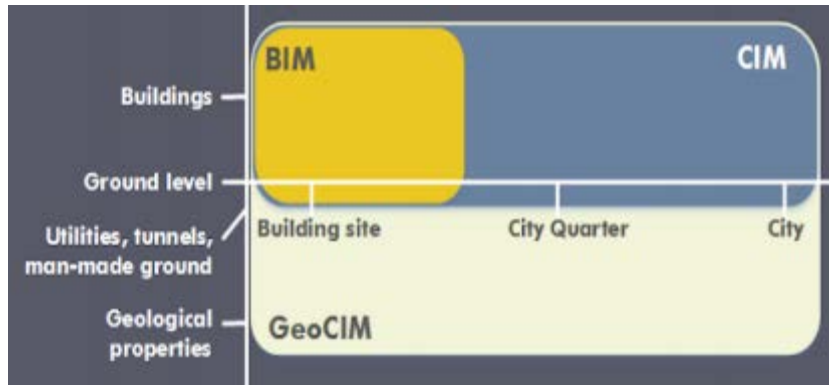 BIM
CIM
Buildings
Ground level
Building site
City Quarter
City
Utilities, tunnels,
man-made ground
Geological
properties
GeoCIM